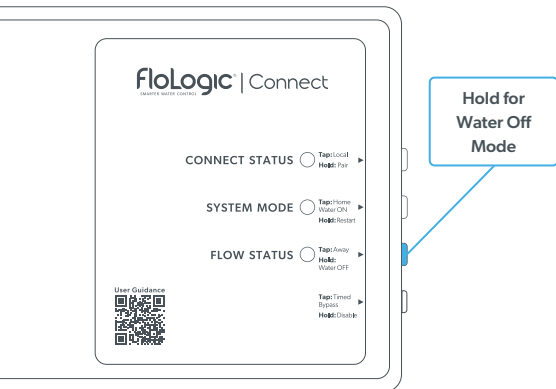 FloLogic® | Connect
SMARTER WATER CONTROL
Hold for
Water Off
Mode
CONNECT STATUS
Tap: Local
Hold: Pair
SYSTEM MODE
Tap: Home
Water ON
Hold: Restart
FLOW STATUS
Tap: Away
Hold:
Water OFF
User Guidance
Tap: Timed
Bypass
Hold: Disable